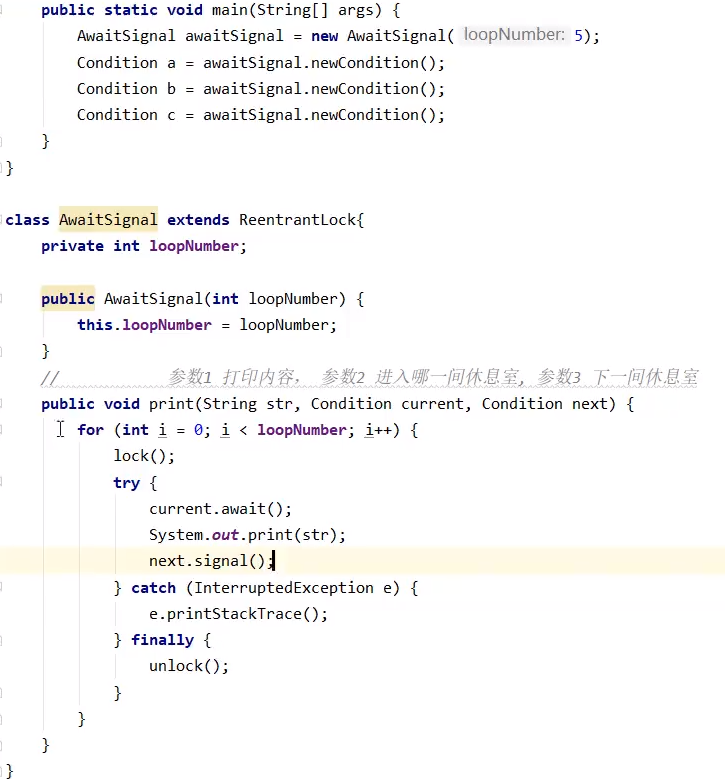 public static void main(String[] args) {
AwaitSignal awaitSignal = new AwaitSignal( loopNumber: 5);
Condition a = awaitSignal.newCondition();
Condition b = awaitSignal.newCondition();
Condition c = awaitSignal.newCondition();
}
}
class AwaitSignal extends ReentrantLock{
private int loopNumber;
public AwaitSignal(int loopNumber) {
this.loopNumber = loopNumber;
}
// 参数1 打印内容， 参数2 进入哪一间休息室, 参数3 下一间休息室
public void print(String str, Condition current, Condition next) {
for (int i = 0; i < loopNumber; i++) {
lock();
try {
current.await();
System.out.print(str);
next.signal();
} catch (InterruptedException e) {
e.printStackTrace();
} finally {
unlock();
}
}
}
}